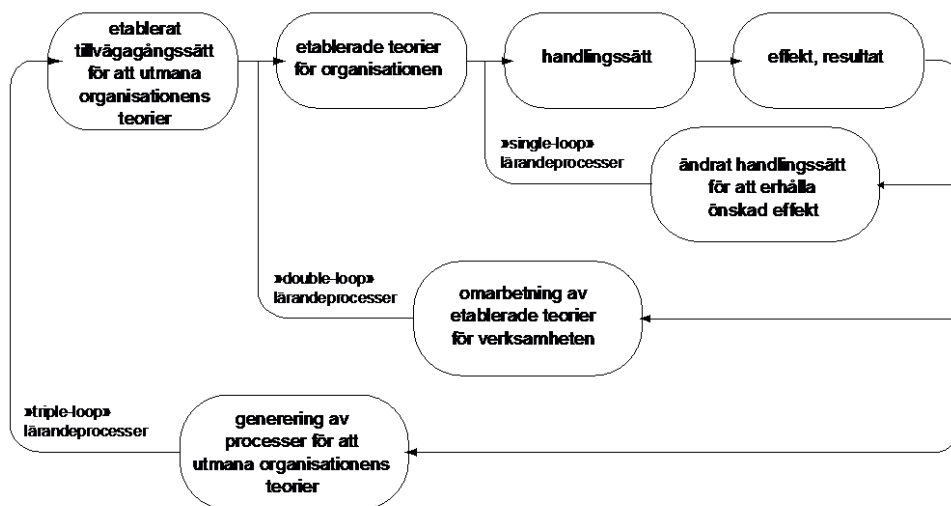 etablerat
tillvägagångssätt
för att utmana
organisationens
teorier
etablerade teorier
för organisationen
handlingssätt
effekt, resultat
»single-loop»
lärandeprocesser
ändrat handlingssätt
för att erhålla
önskad effekt
»double-loop»
lärandeprocesser
omarbetning av
etablerade teorier
för verksamheten
»triple-loop»
lärandeprocesser
generering av
processer för att
utmana organisationens
teorier